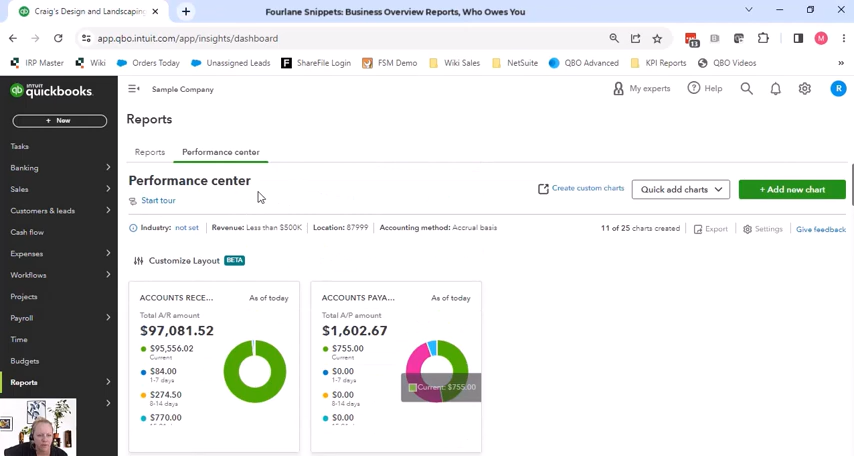 Craig's Design and Landscaping
Fourlane Snippets: Business Overview Reports, Who Owes You
app.qbo.intuit.com/app/insights/dashboard
13
M
IRP Master
Wiki
Orders Today
Unassigned Leads
ShareFile Login
FSM Demo
Wiki Sales
NetSuite
QBO Advanced
KPI Reports
QBO Videos
»
qb INTUIT quickbooks.
Sample Company
My experts
Help
R
+ New
Reports
Tasks
Banking
Sales
Customers & leads
Cash flow
Expenses
Workflows
Projects
Payroll
Time
Budgets
Reports
Reports
Performance center
Performance center
Start tour
Create custom charts
Quick add charts
+ Add new chart
Industry: not set
Revenue: Less than $500K
Location: 87999
Accounting method: Accrual basis
11 of 25 charts created
Export
Settings
Give feedback
Customize Layout BETA
ACCOUNTS RECE...
As of today
Total A/R amount
$97,081.52
$95,556.02
Current
$84.00
1-7 days
$274.50
8-14 days
$770.00
ACCOUNTS PAYA...
As of today
Total A/P amount
$1,602.67
$755.00
Current
$0.00
1-7 days
$0.00
8-14 days
$0.00
Current: $755.00